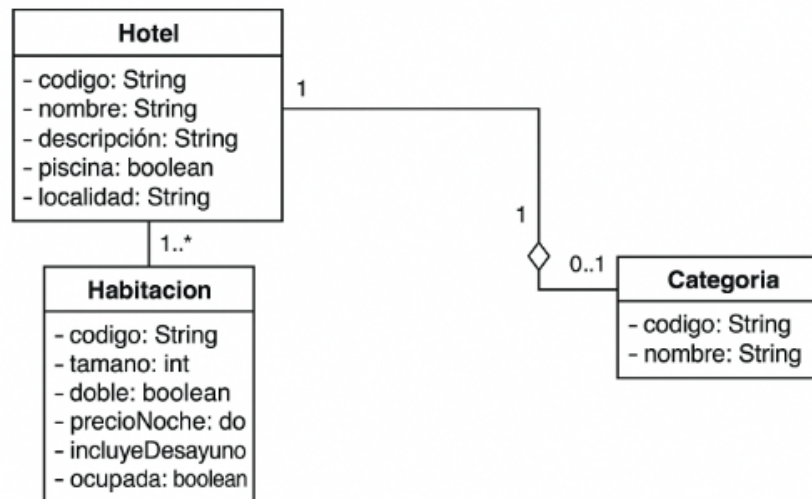 Hotel
- codigo: String
- nombre: String
- descripción: String
- piscina: boolean
- localidad: String
1
1
0..1
1..*
Categoria
- codigo: String
- nombre: String
Habitacion
- codigo: String
- tamano: int
- doble: boolean
- precioNoche: do
- incluyeDesayuno
- ocupada: boolean